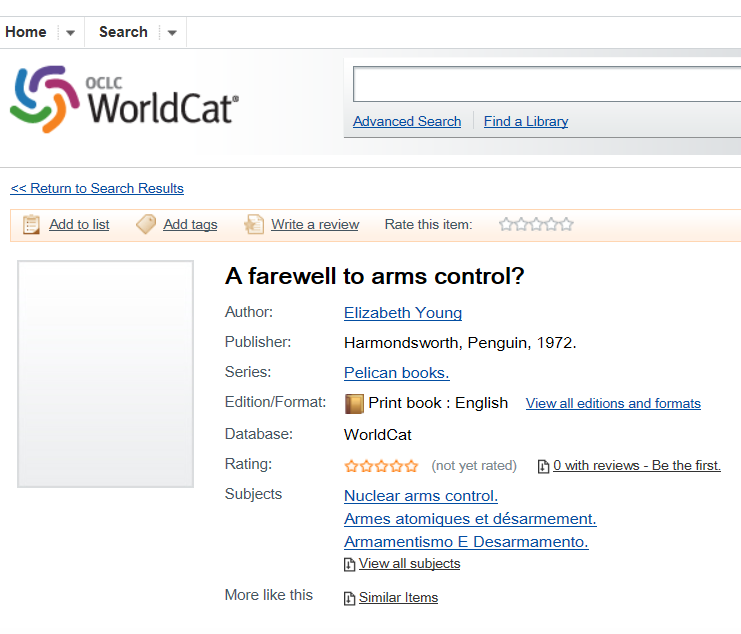 Home Search
OCLC
WorldCat®
Advanced Search Find a Library
<< Return to Search Results
Add to list Add tags Write a review Rate this item:
A farewell to arms control?
Author: Elizabeth Young
Publisher: Harmondsworth, Penguin, 1972.
Series: Pelican books.
Edition/Format: Print book : English View all editions and formats
Database: WorldCat
Rating: (not yet rated) 0 with reviews - Be the first.
Subjects Nuclear arms control.
Armes atomiques et désarmement.
Armamentismo E Desarmamento.
View all subjects
More like this Similar Items